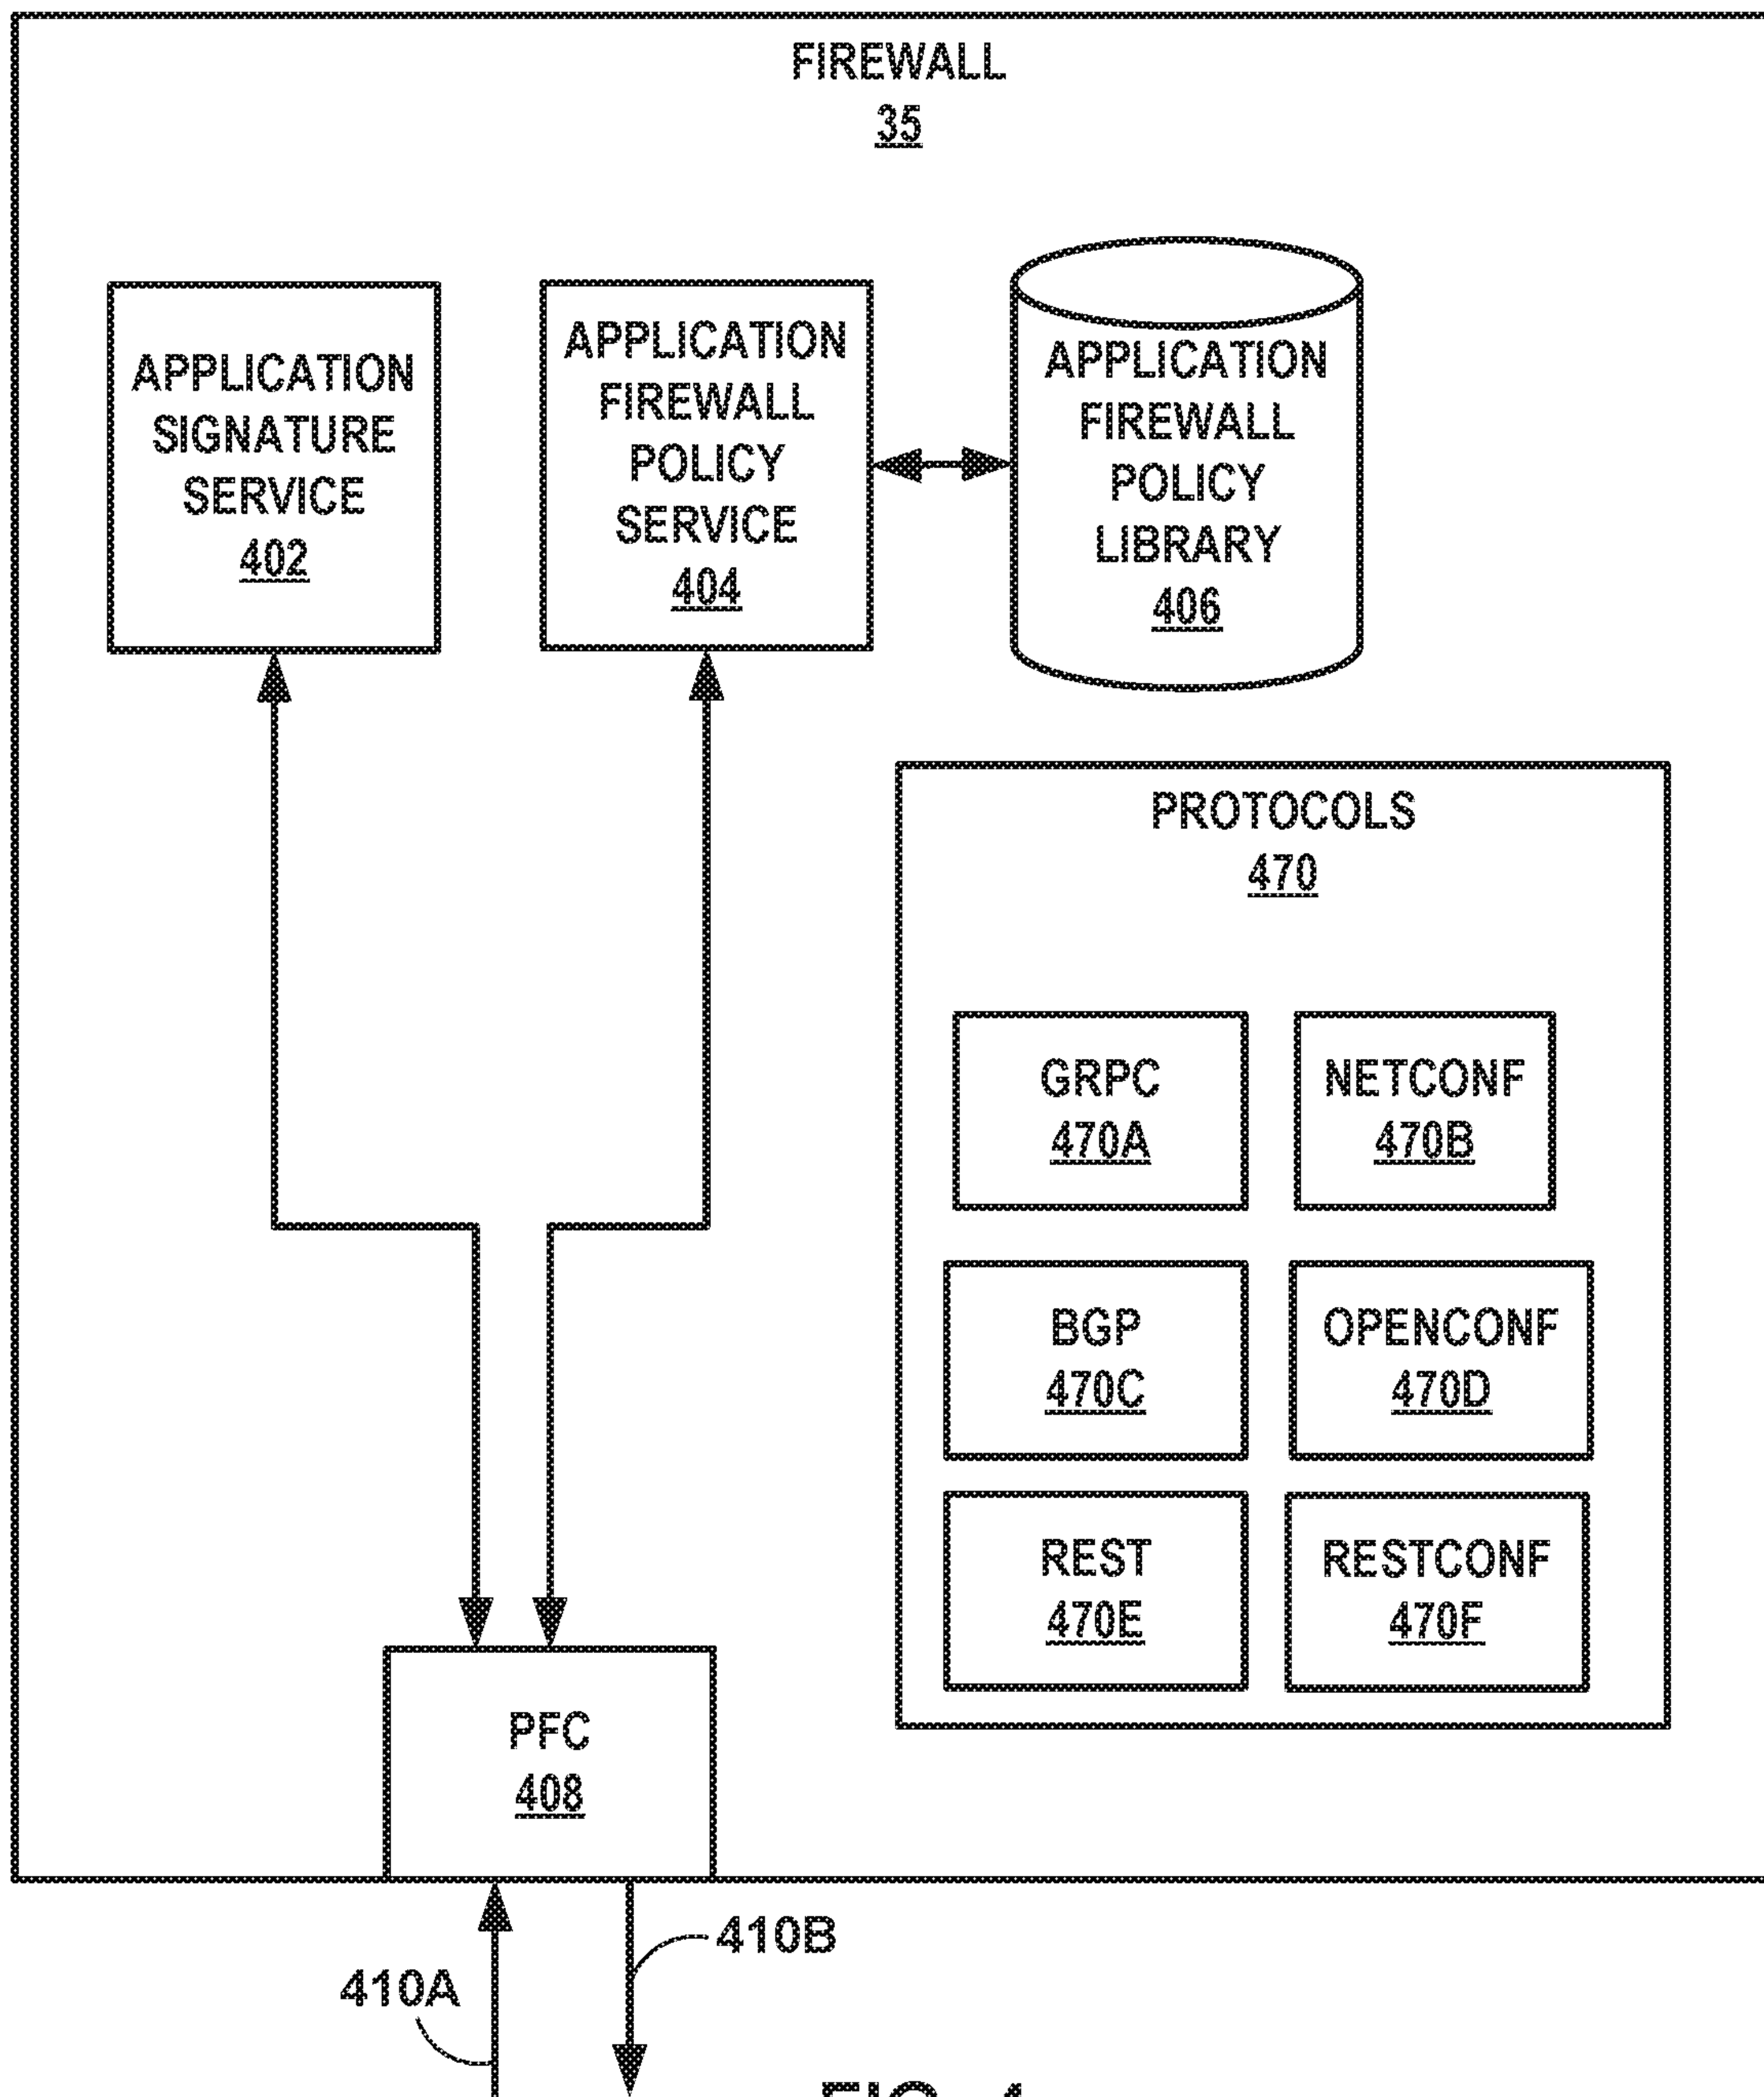 FIREWALL
35
APPLICATION
SIGNATURE
SERVICE
402
APPLICATION
FIREWALL
POLICY
SERVICE
404
APPLICATION
FIREWALL
POLICY
LIBRARY
406
PROTOCOLS
470
GRPC
470A
NETCONF
470B
BGP
470C
OPENCONF
470D
REST
470E
RESTCONF
470F
PFC
408
410A
410B